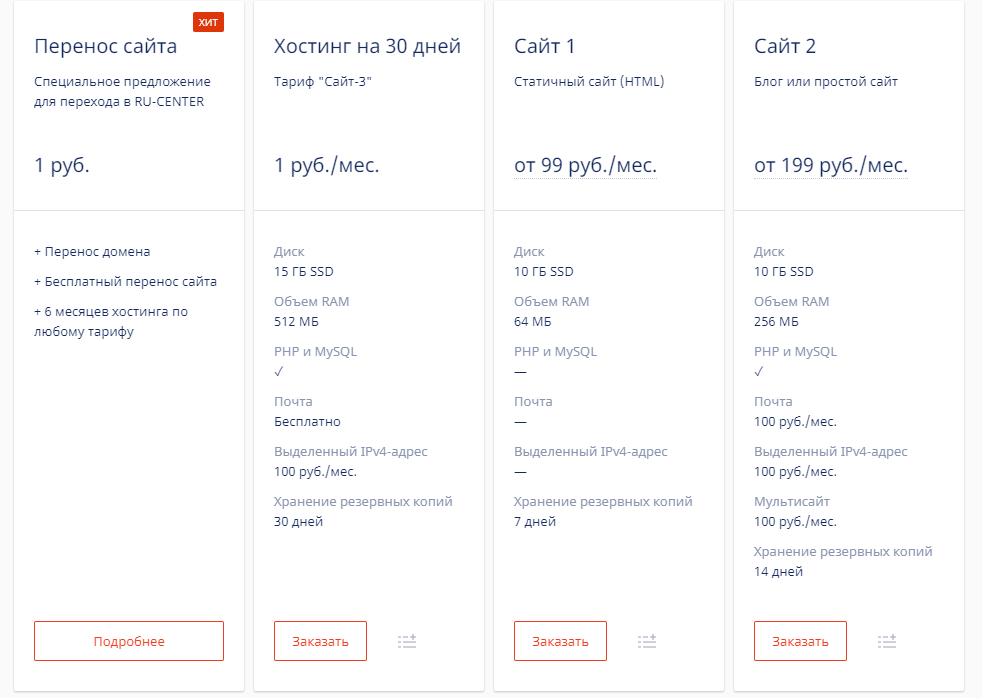 ХИТ
Перенос сайта
Специальное предложение
для перехода в RU-CENTER
1 руб.
+ Перенос домена
+ Бесплатный перенос сайта
+ 6 месяцев хостинга по
любому тарифу
Подробнее
Хостинг на 30 дней
Тариф "Сайт-3"
1 руб./мес.
Диск
15 ГБ SSD
Объем RAM
512 МБ
PHP и MySQL
✓
Почта
Бесплатно
Выделенный IPv4-адрес
100 руб./мес.
Хранение резервных копий
30 дней
Заказать
Сайт 1
Статичный сайт (HTML)
от 99 руб./мес.
Диск
10 ГБ SSD
Объем RAM
64 МБ
PHP и MySQL
—
Почта
—
Выделенный IPv4-адрес
—
Хранение резервных копий
7 дней
Заказать
Сайт 2
Блог или простой сайт
от 199 руб./мес.
Диск
10 ГБ SSD
Объем RAM
256 МБ
PHP и MySQL
✓
Почта
100 руб./мес.
Выделенный IPv4-адрес
100 руб./мес.
Мультисайт
100 руб./мес.
Хранение резервных копий
14 дней
Заказать